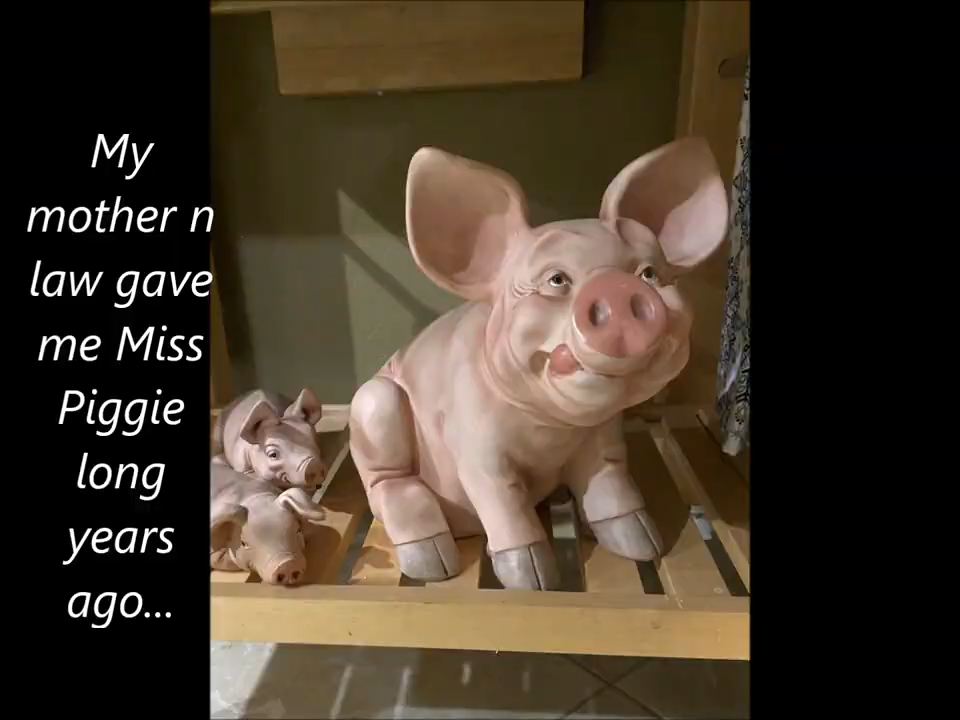 My
mother n
law gave
me Miss
Piggie
long
years
ago...